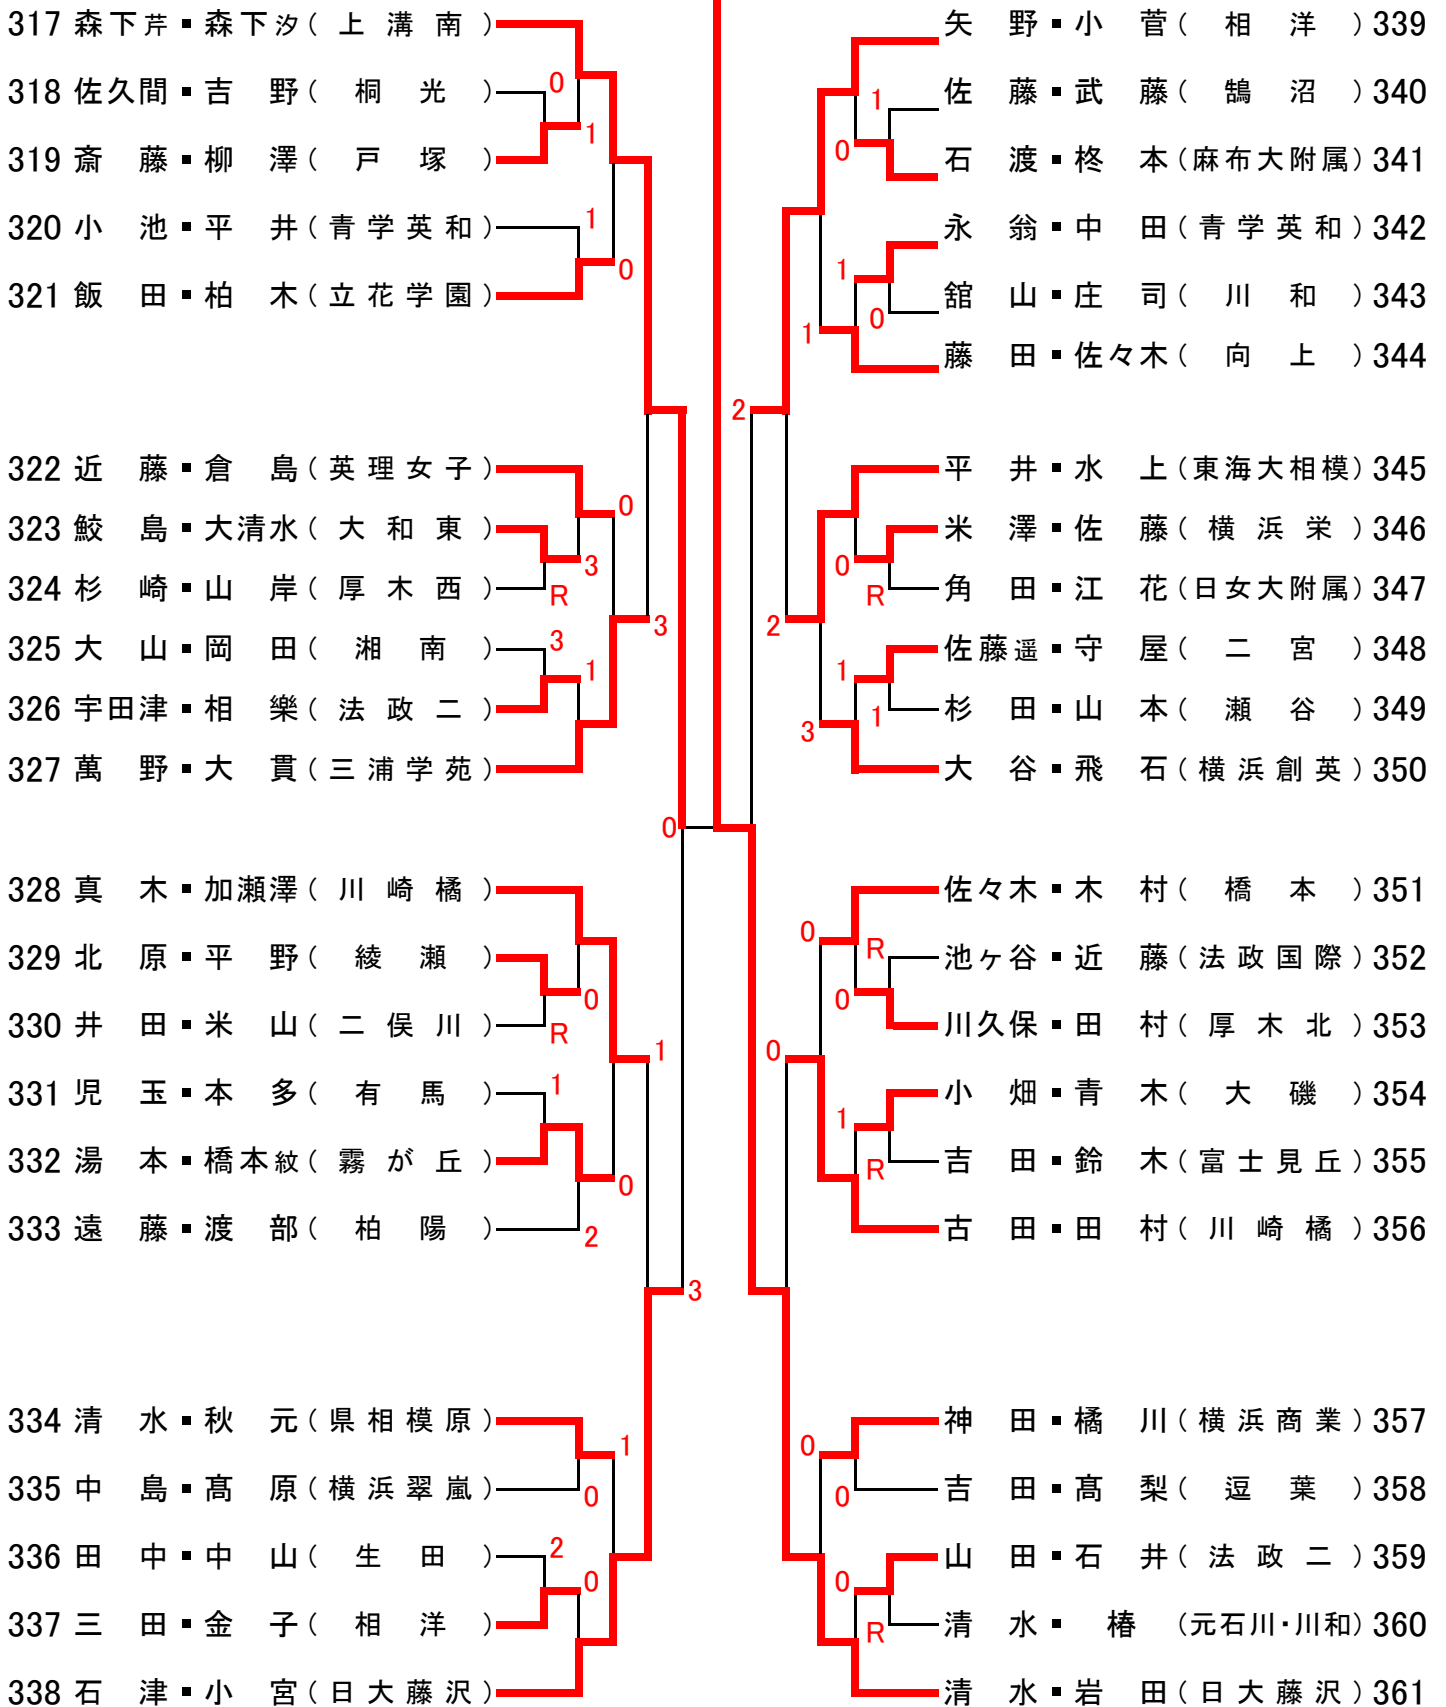 317 森下芹・森下汐(上溝南)
0
318 佐久間・吉野(桐光)
1
319 斎藤・柳澤(戸塚)
320 小池・平井(青学英和)
1
0
321 飯田・柏木(立花学園)
322 近藤・倉島(英理女子)
0
323 鮫島・大清水(大和東)
3
324 杉崎・山岸(厚木西)
R
3
325 大山・岡田(湘南)
3
1
326 宇田津・相樂(法政二)
327 萬野・大貫(三浦学苑)
0
328 真木・加瀬澤(川崎橘)
329 北原・平野(綾瀬)
0
330 井田・米山(二俣川)
R
1
331 児玉・本多(有馬)
1
332 湯本・橋本紋(霧が丘)
0
333 遠藤・渡部(柏陽)
2
3
334 清水・秋元(県相模原)
1
335 中島・髙原(横浜翠嵐)
0
336 田中・中山(生田)
2
0
337 三田・金子(相洋)
338 石津・小宮(日大藤沢)
矢野・小菅(相洋)339
1
佐藤・武藤(鵠沼)340
0
石渡・柊本(麻布大附属)341
永翁・中田(青学英和)342
1
舘山・庄司(川和)343
0
1
藤田・佐々木(向上)344
2
平井・水上(東海大相模)345
米澤・佐藤(横浜栄)346
0
角田・江花(日女大附属)347
R
2
佐藤遥・守屋(二宮)348
1
杉田・山本(瀬谷)349
1
3
大谷・飛石(横浜創英)350
佐々木・木村(橋本)351
0
R
池ヶ谷・近藤(法政国際)352
0
川久保・田村(厚木北)353
0
小畑・青木(大磯)354
1
吉田・鈴木(富士見丘)355
R
古田・田村(川崎橘)356
神田・橘川(横浜商業)357
0
吉田・髙梨(逗葉)358
0
山田・石井(法政二)359
0
清水・椿(元石川・川和)360
R
清水・岩田(日大藤沢)361